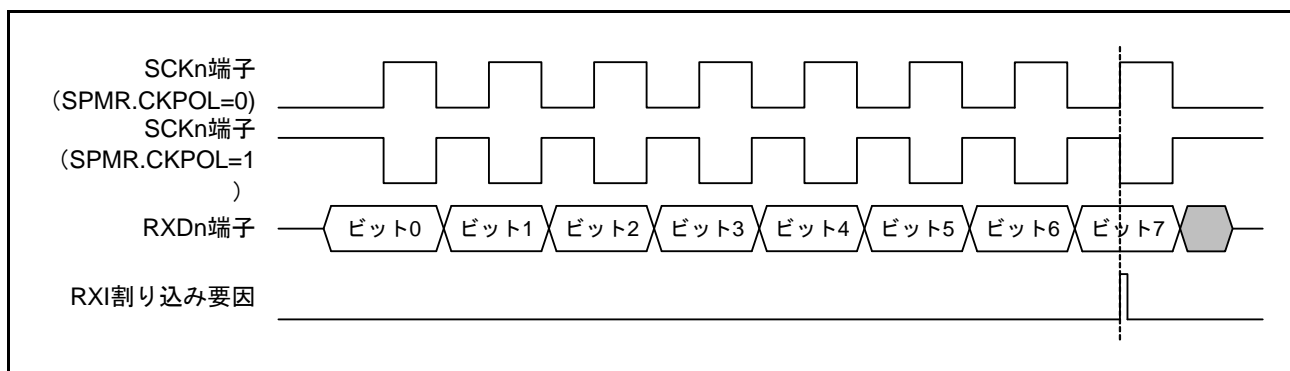 SCKn端子
（SPMR.CKPOL=0)
SCKn端子
（SPMR.CKPOL=1
）
RXDn端子
ビット0 ビット1 ビット2 ビット3 ビット4 ビット5 ビット6 ビット7
RXI割り込み要因